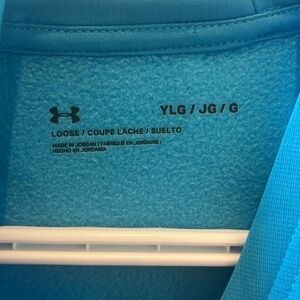 YLG / JG / G
LOOSE / COUPE LÂCHE / SUELTO
MADE IN JORDAN / FABRIQUÉ EN JORDANIE /
HECHO EN JORDANIA